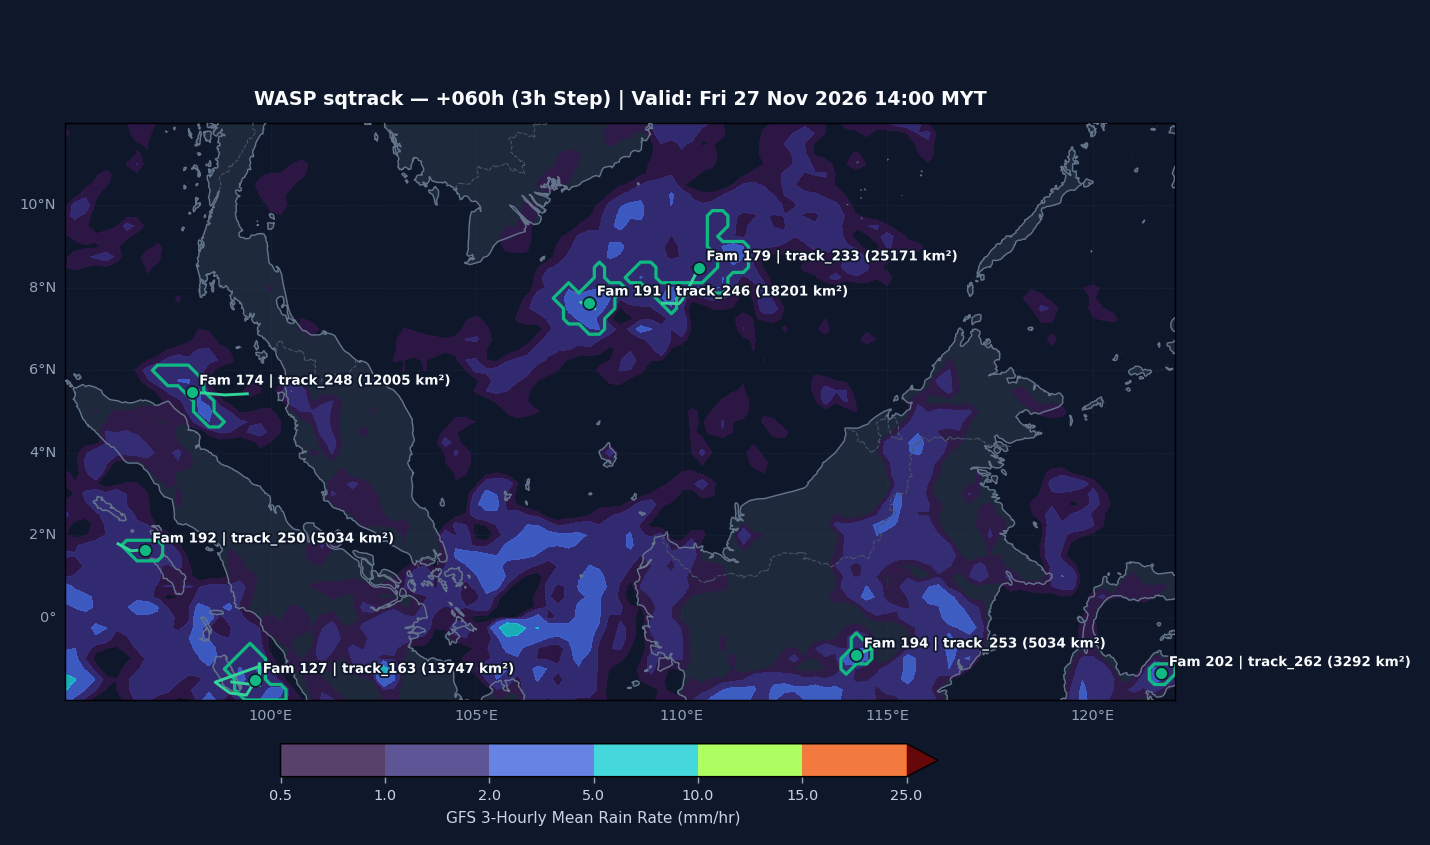 WASP sqtrack — +060h (3h Step) | Valid: Fri 27 Nov 2026 14:00 MYT
10°N
8°N
6°N
4°N
2°N
0°
Fam 179 | track_233 (25171 km²)
Fam 191 | track_246 (18201 km²)
Fam 174 | track_248 (12005 km²)
Fam 192 | track_250 (5034 km²)
Fam 194 | track_253 (5034 km²)
Fam 202 | track_262 (3292 km²)
Fam 127 | track_163 (13747 km²)
100°E 105°E 110°E 115°E 120°E
0.5 1.0 2.0 5.0 10.0 15.0 25.0
GFS 3-Hourly Mean Rain Rate (mm/hr)